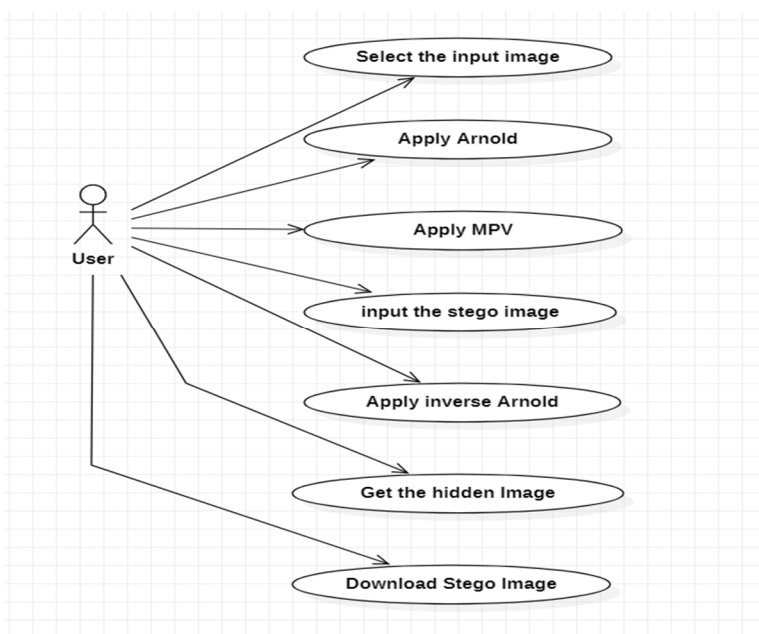 Select the input image
Apply Arnold
Apply MPV
User
input the stego image
Apply inverse Arnold
Get the hidden Image
Download Stego Image